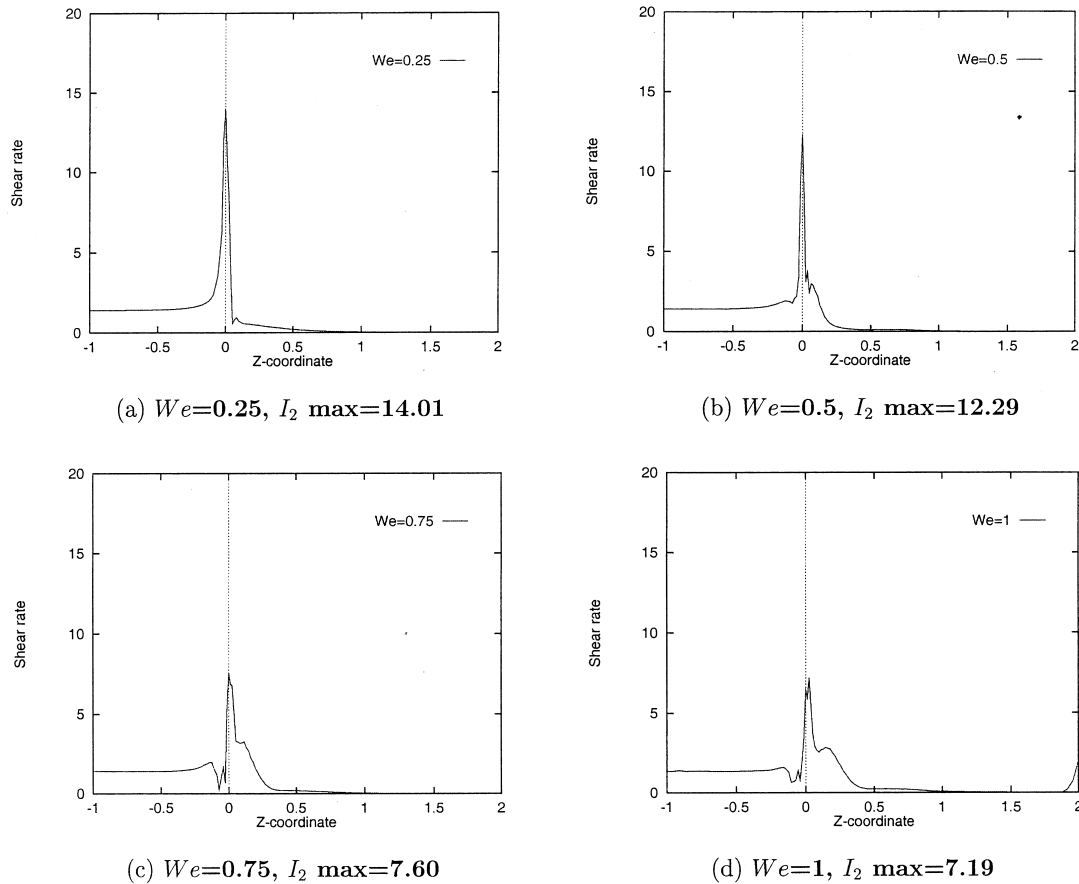 20
15
10
5
0
Shear rate
We=0.25
-1 -0.5 0 0.5 1 1.5 2
Z-coordinate
(a) We=0.25, I2 max=14.01
20
15
10
5
0
Shear rate
We=0.5
-1 -0.5 0 0.5 1 1.5 2
Z-coordinate
(b) We=0.5, I2 max=12.29
20
15
10
5
0
Shear rate
We=0.75
-1 -0.5 0 0.5 1 1.5 2
Z-coordinate
(c) We=0.75, I2 max=7.60
20
15
10
5
0
Shear rate
We=1
-1 -0.5 0 0.5 1 1.5 2
Z-coordinate
(d) We=1, I2 max=7.19